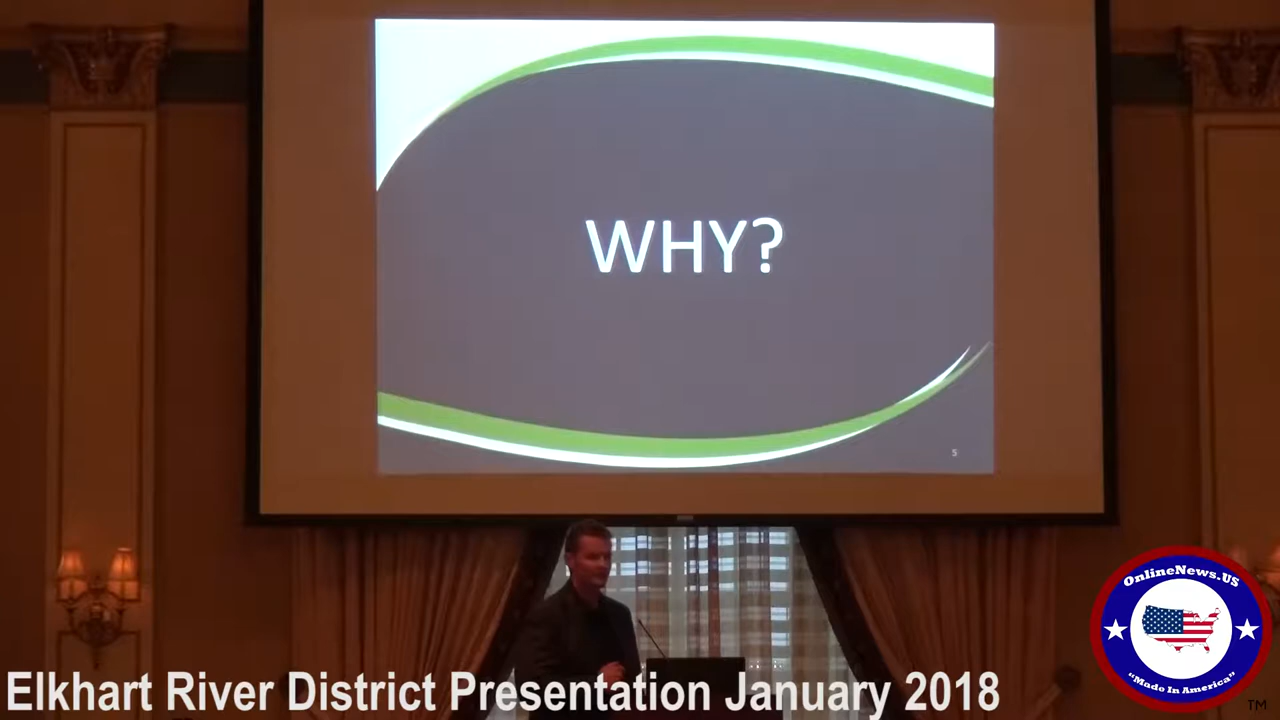 WHY?
5
OnlineNews.US
"Made In America"
TM
Elkhart River District Presentation January 2018